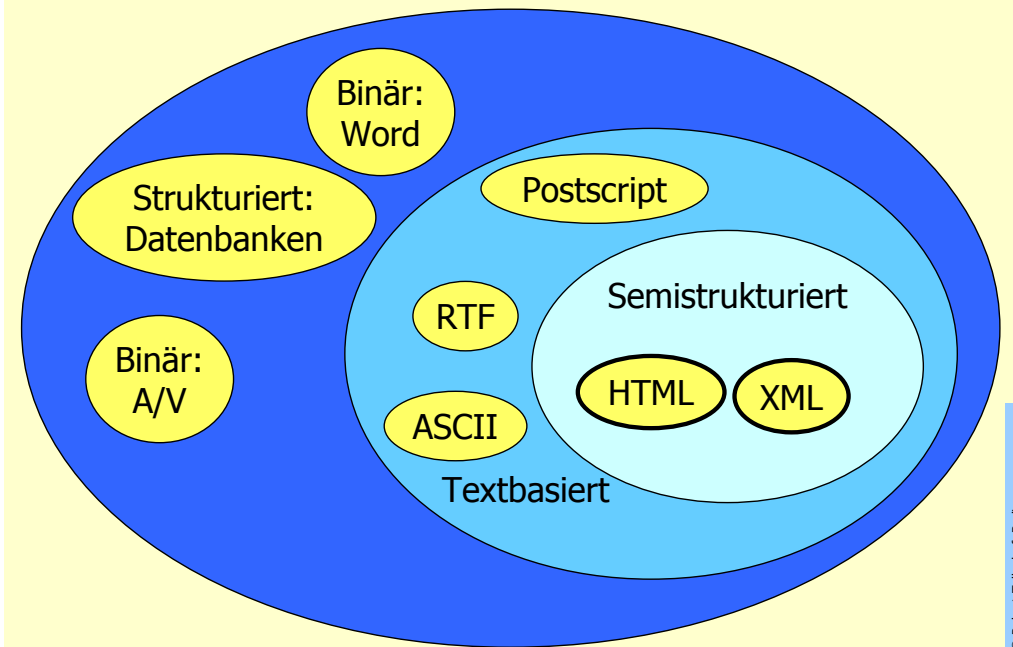 Binär:
Word
Strukturiert:
Datenbanken
Postscript
Semistrukturiert
RTF
Binär:
A/V
HTML
XML
ASCII
Textbasiert